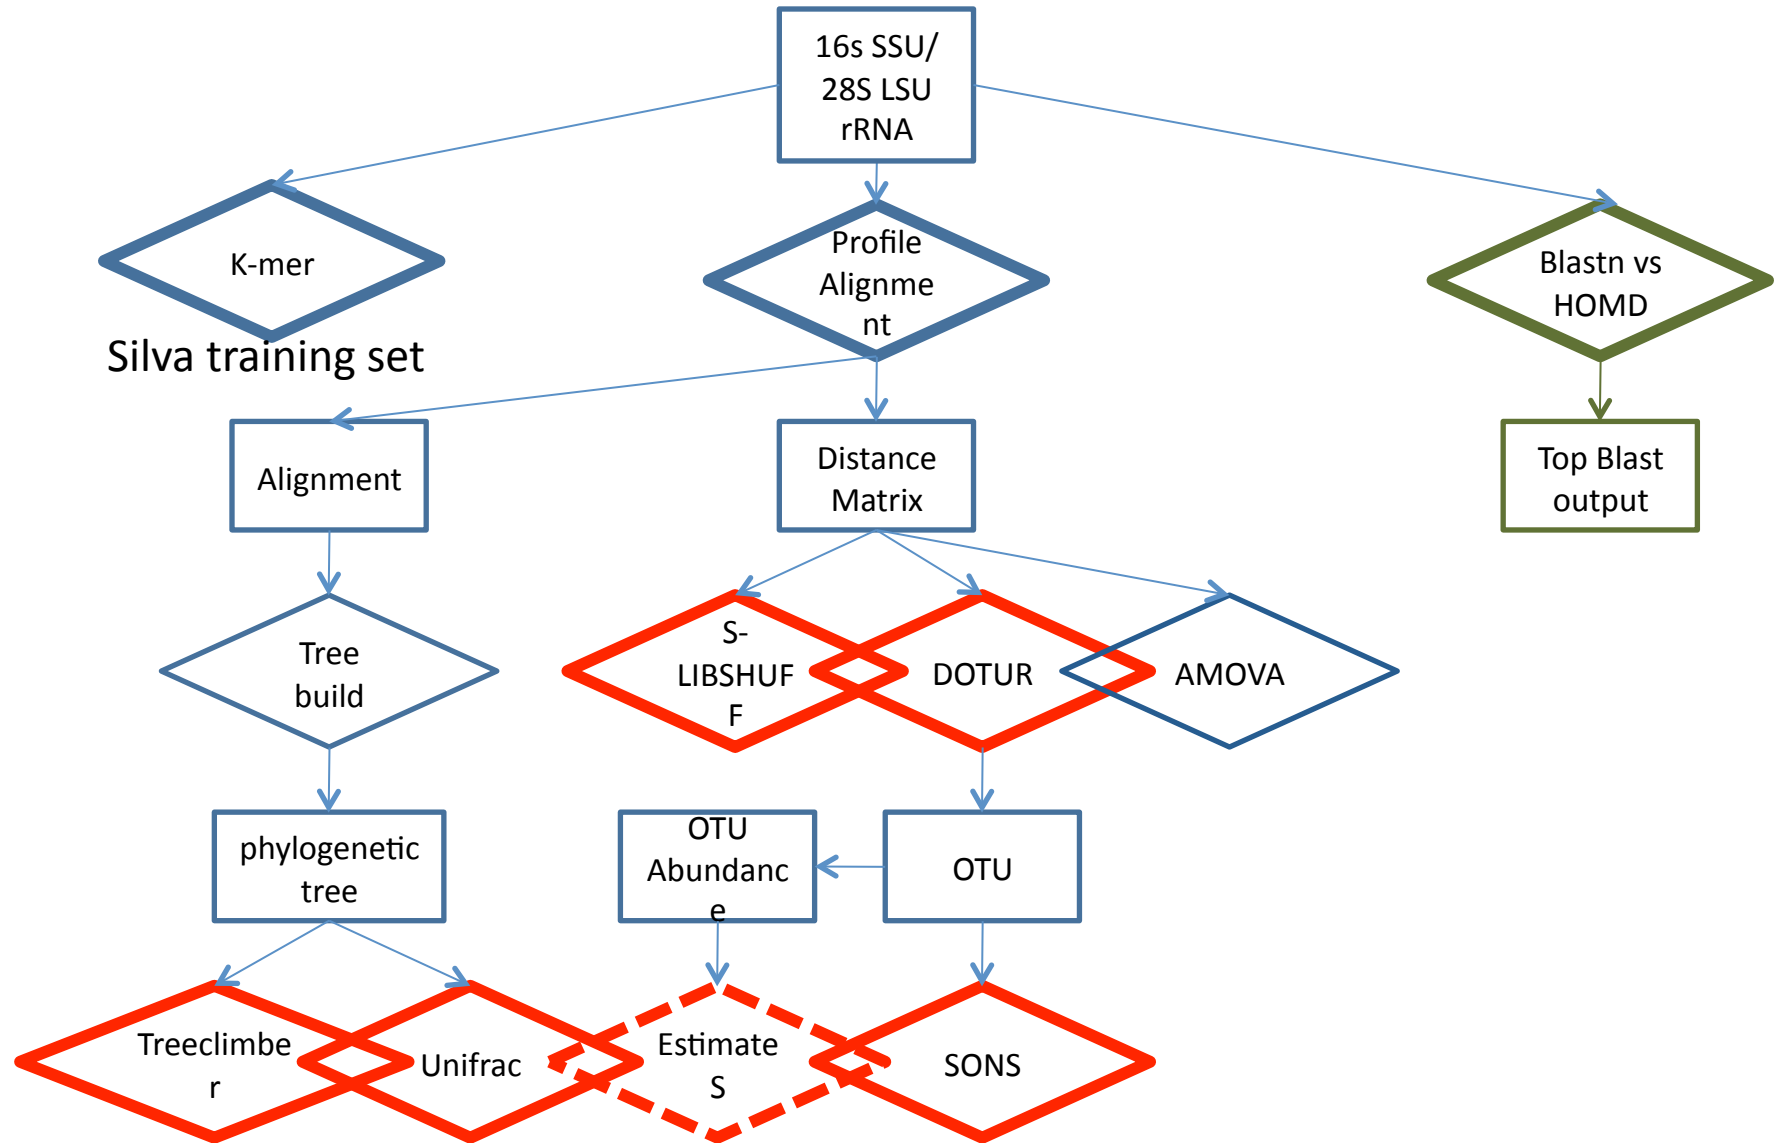 16s SSU/
28S LSU
rRNA
K-mer
Silva training set
Profile
Alignme
nt
Blastn vs
HOMD
Alignment
Distance
Matrix
Top Blast
output
Tree
build
S-
LIBSHUF
F
DOTUR
AMOVA
phylogenetic
tree
OTU
Abundanc
e
OTU
Treeclimbe
r
Unifrac
Estimate
S
SONS